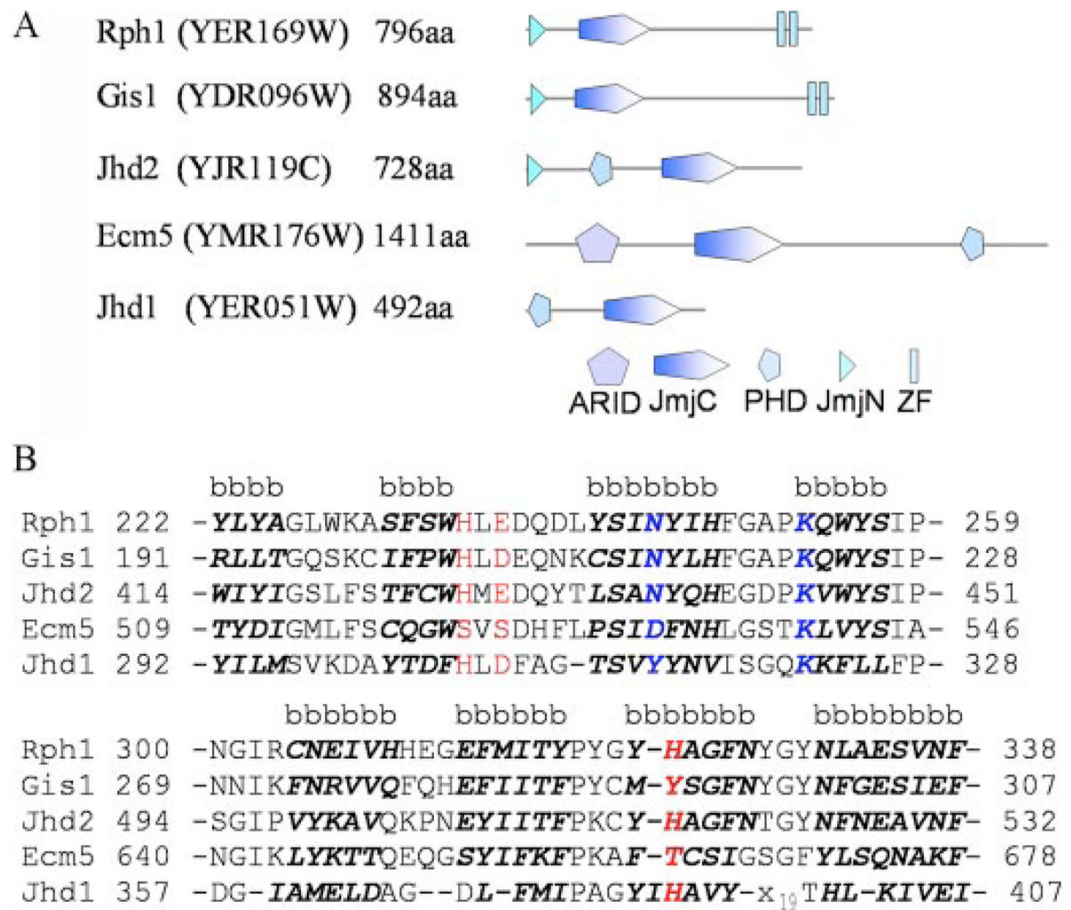 A
Rph1 (YER169W) 796aa
Gis1 (YDR096W) 894aa
Jhd2 (YJR119C) 728aa
Ecm5 (YMR176W) 1411aa
Jhd1 (YER051W) 492aa
ARID JmjC PHD JmjN ZF
B
bbbb bbbb bbbbbbb bbbbb
Rph1 222 -YLYAGLWKASFSWHLEDQDLYSINYIHFGAPKQWYSIP- 259
Gis1 191 -RLLTGQSKCIFPWHLDEQNKCSINYLHFGAPKQWYSIP- 228
Jhd2 414 -WIYIGSLFSTFCWHMEDQYTLSANYQHEGDPKVWYSIP- 451
Ecm5 509 -TYDIGMLFSCQGWSVSDHFLPSIDFNHLGSTKLVYSIA- 546
Jhd1 292 -YILMSVKDAYTDFHLDFAG-TSVYYNVISGQKKFLLFP- 328
bbbbbb bbbbbb bbbbbb bbbbbbbb
Rph1 300 -NGIRCNEIVHHEGEFMITYPYGY-HAGFNYGYNLAESVNF- 338
Gis1 269 -NNIKFNRVVQFQHEFIITFPYCM-YSGFNYGYNFGESIEF- 307
Jhd2 494 -SGIPVYKAVQKPNEYIITFPKCY-HAGFNTGYNFNEAVNF- 532
Ecm5 640 -NGIKLYKTTQEQGSYIFKFPKAF-TCSIGSGFYLSQNAKF- 678
Jhd1 357 -DG-IAMELDAG--DL-FMIPAGYIHAVY-x19THL-KIVEI- 407